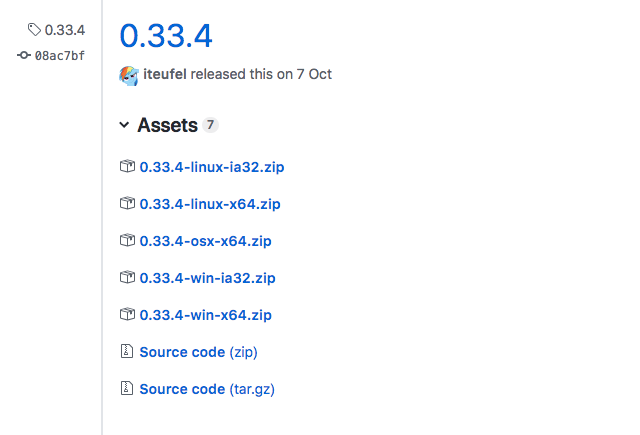 0.33.4
08ac7bf
0.33.4
iteufel released this on 7 Oct
Assets 7
0.33.4-linux-ia32.zip
0.33.4-linux-x64.zip
0.33.4-osx-x64.zip
0.33.4-win-ia32.zip
0.33.4-win-x64.zip
Source code (zip)
Source code (tar.gz)